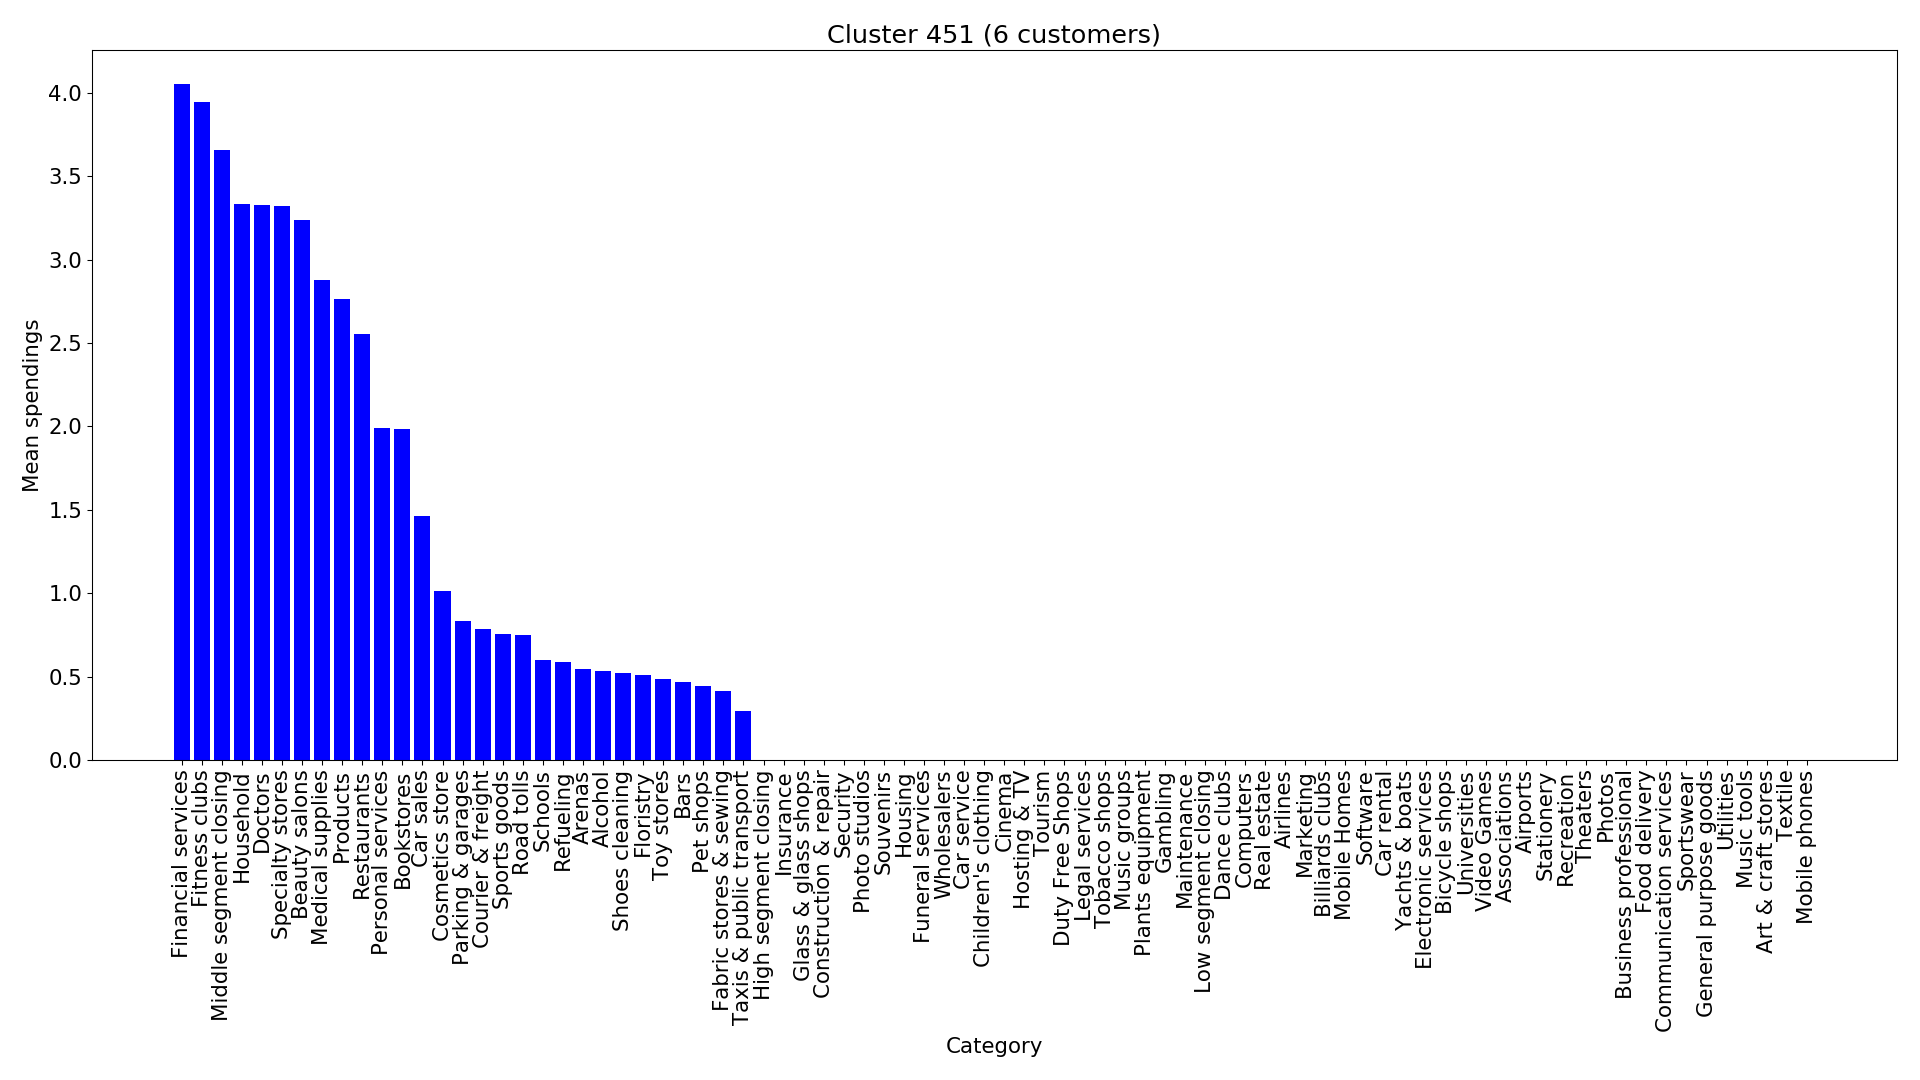 Cluster 451 (6 customers)
Mean spendings
4.0
3.5
3.0
2.5
2.0
1.5
1.0
0.5
0.0
Financial services
Fitness clubs
Middle segment closing
Household
Doctors
Specialty stores
Beauty salons
Medical supplies
Products
Restaurants
Personal services
Bookstores
Car sales
Cosmetics store
Parking & garages
Courier & freight
Sports goods
Road tolls
Schools
Refueling
Arenas
Alcohol
Shoes cleaning
Floristry
Toy stores
Bars
Pet shops
Fabric stores & sewing
Taxis & public transport
High segment closing
Insurance
Glass & glass shops
Construction & repair
Security
Photo studios
Souvenirs
Housing
Funeral services
Wholesalers
Car service
Children's clothing
Cinema
Hosting & TV
Tourism
Duty Free Shops
Legal services
Tobacco shops
Music groups
Plants equipment
Gambling
Maintenance
Low segment closing
Dance clubs
Computers
Real estate
Airlines
Marketing
Billiards clubs
Mobile Homes
Software
Car rental
Yachts & boats
Electronic services
Bicycle shops
Universities
Video Games
Associations
Airports
Stationery
Recreation
Theaters
Photos
Business professional
Food delivery
Communication services
Sportswear
General purpose goods
Utilities
Music tools
Art & craft stores
Textile
Mobile phones
Category